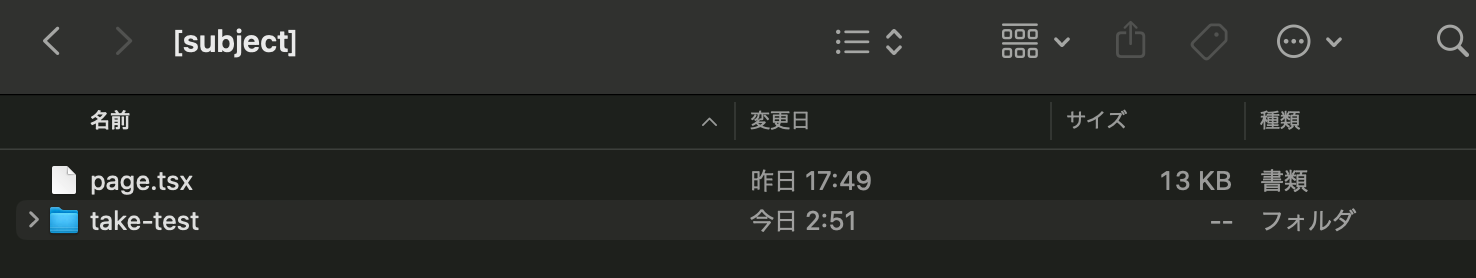 [subject]
名前 変更日 サイズ 種類
page.tsx 昨日 17:49 13 KB 書類
take-test 今日 2:51 -- フォルダ